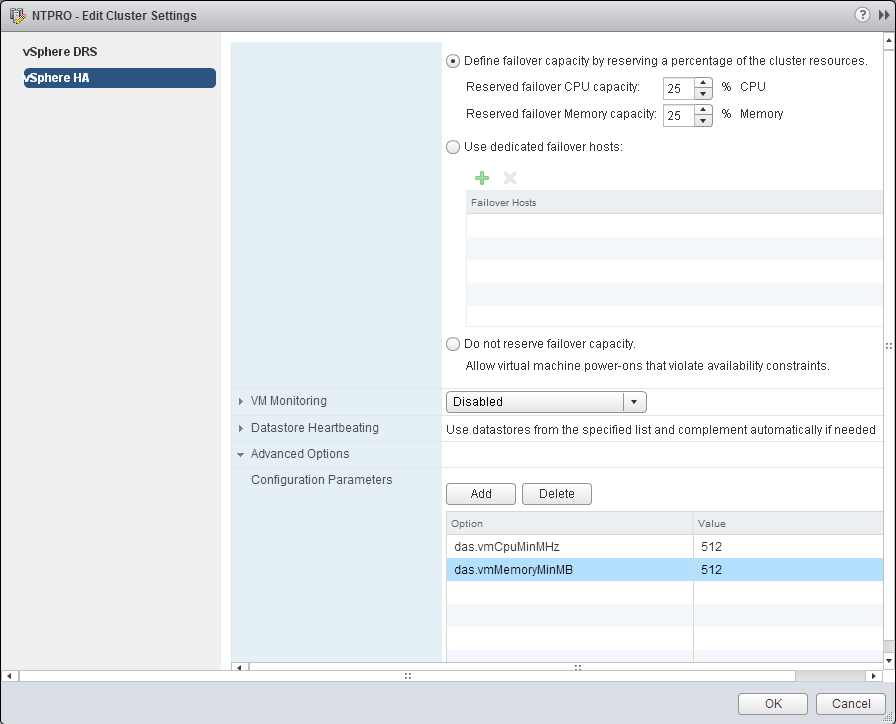 NTPRO - Edit Cluster Settings
?
vSphere DRS
vSphere HA
Define failover capacity by reserving a percentage of the cluster resources.
Reserved failover CPU capacity: 25 % CPU
Reserved failover Memory capacity: 25 % Memory
Use dedicated failover hosts:
Failover Hosts
Do not reserve failover capacity.
Allow virtual machine power-ons that violate availability constraints.
VM Monitoring Disabled
Datastore Heartbeating Use datastores from the specified list and complement automatically if needed
Advanced Options
Configuration Parameters
Add Delete
Option Value
das.vmCpuMinMHz 512
das.vmMemoryMinMB 512
OK Cancel